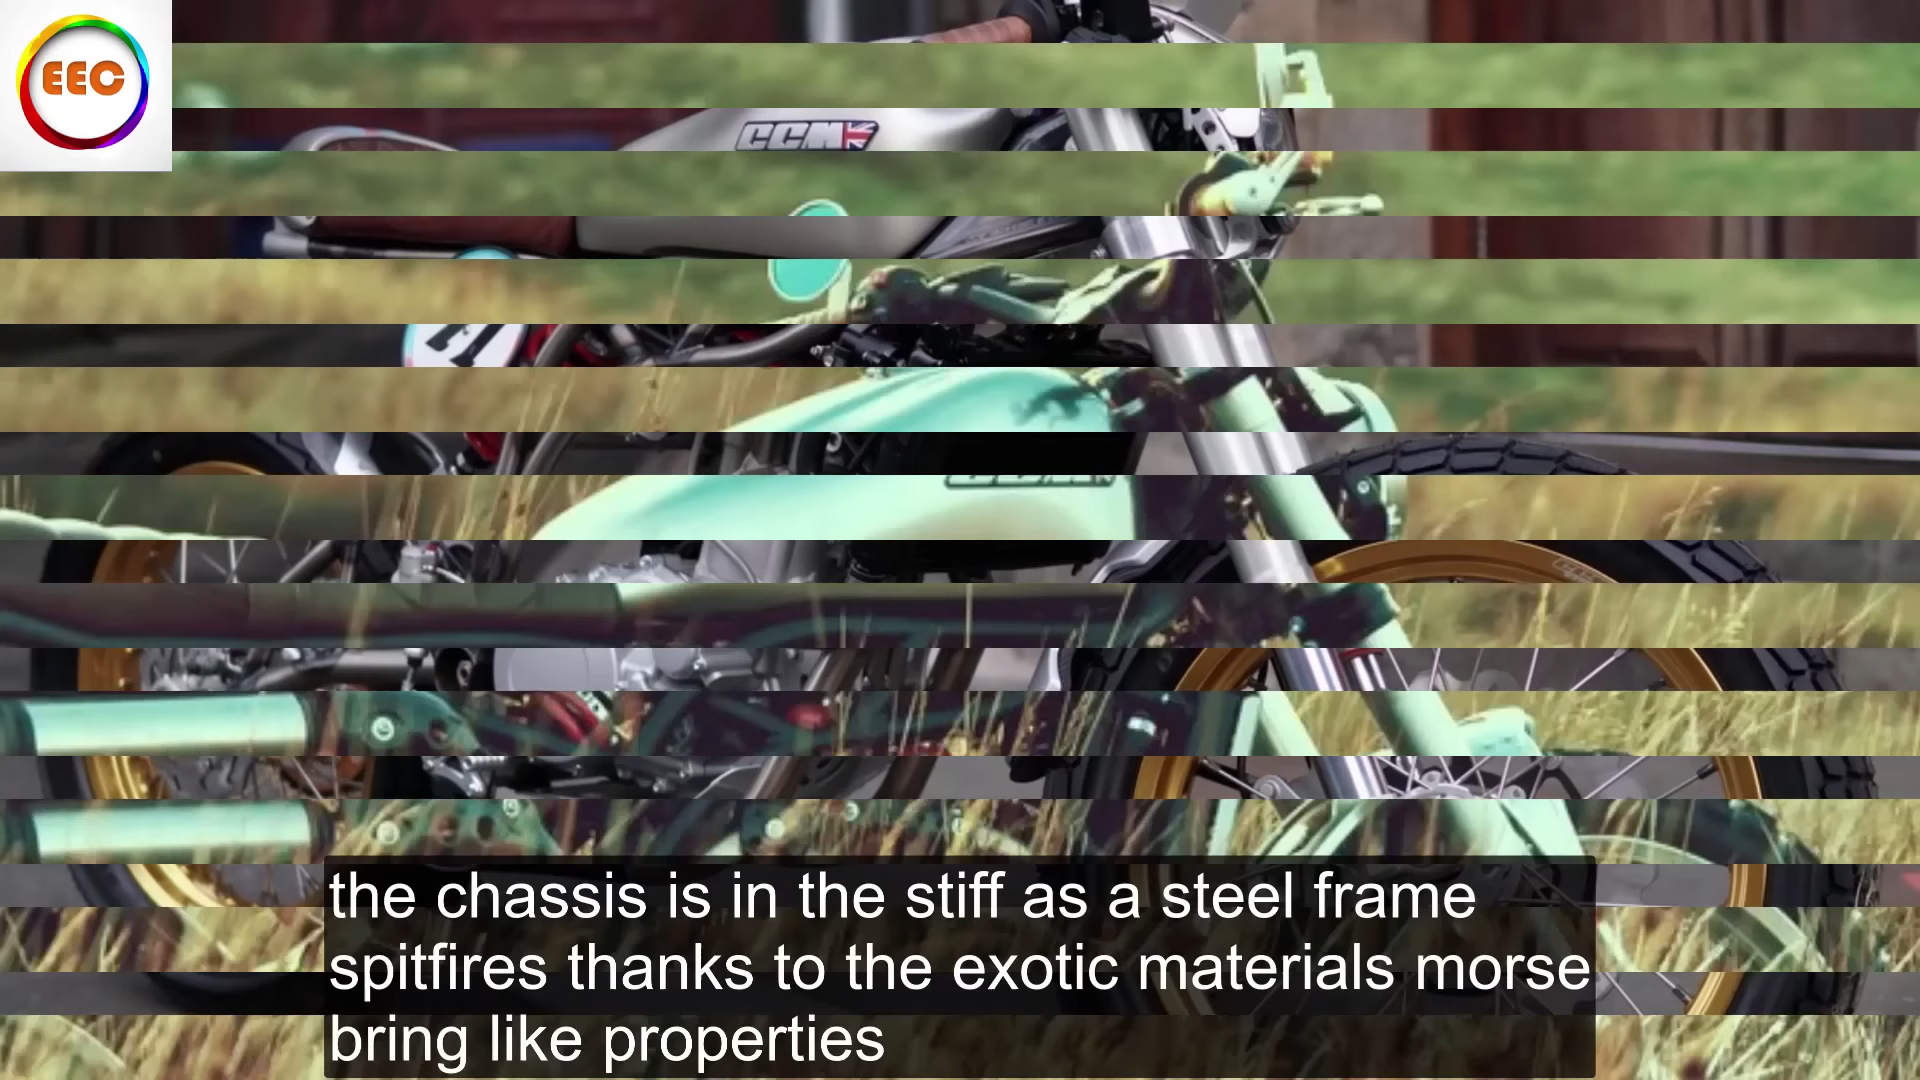 EEC
CCM
the chassis is in the stiff as a steel frame
spitfires thanks to the exotic materials morse
bring like properties